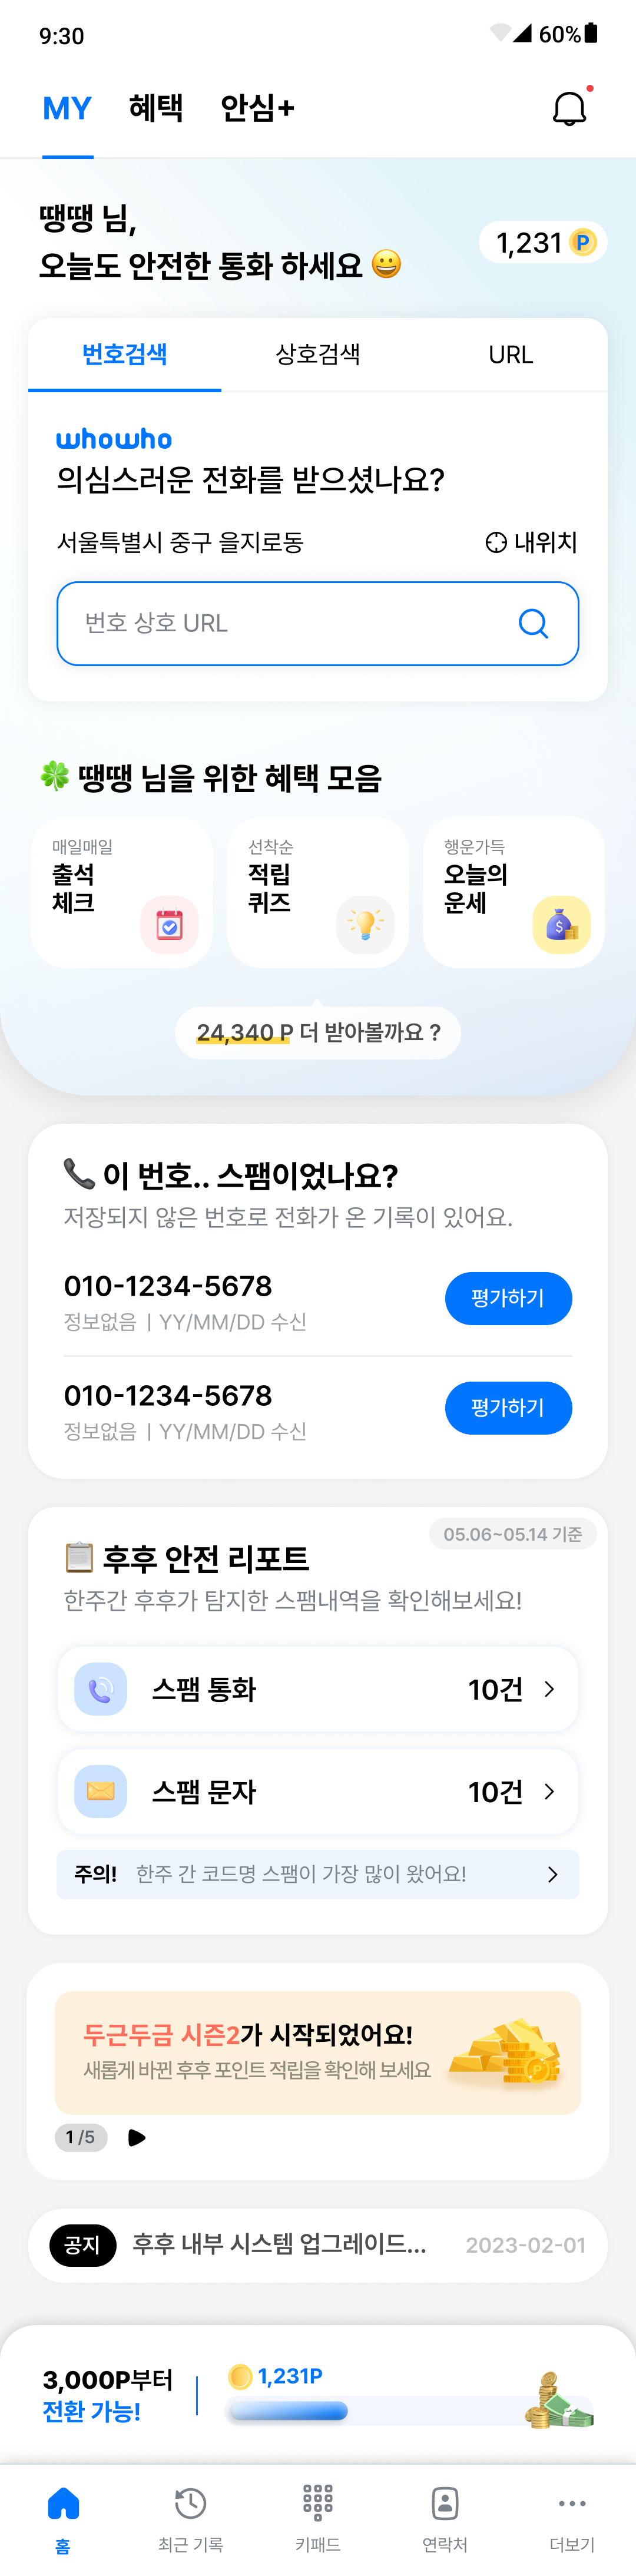 9:30
60%
MY 혜택 안심+
땡땡 님,
오늘도 안전한 통화 하세요
1,231 P
번호검색 상호검색 URL
whowho
의심스러운 전화를 받으셨나요?
서울특별시 중구 을지로동 내위치
번호 상호 URL
땡땡 님을 위한 혜택 모음
매일매일
출석
체크
선착순
적립
퀴즈
행운가득
오늘의
운세
24,340 P 더 받아볼까요 ?
이 번호.. 스팸이었나요?
저장되지 않은 번호로 전화가 온 기록이 있어요.
010-1234-5678
정보없음 | YY/MM/DD 수신
평가하기
010-1234-5678
정보없음 | YY/MM/DD 수신
평가하기
05.06~05.14 기준
후후 안전 리포트
한주간 후후가 탐지한 스팸내역을 확인해보세요!
스팸 통화 10건
스팸 문자 10건
주의! 한주 간 코드명 스팸이 가장 많이 왔어요!
두근두금 시즌2가 시작되었어요!
새롭게 바뀐 후후 포인트 적립을 확인해 보세요
1 /5
공지 후후 내부 시스템 업그레이드... 2023-02-01
3,000P부터
전환 가능!
1,231P
홈 최근 기록 키패드 연락처 더보기